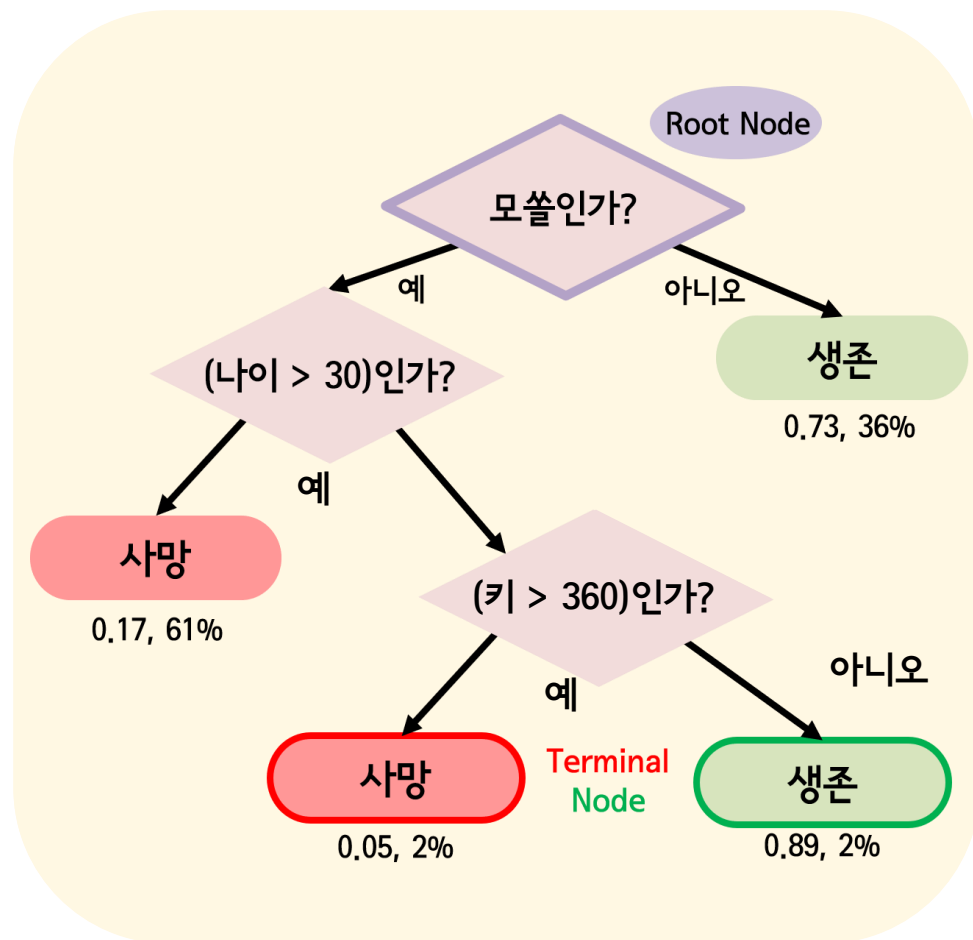 Root Node
모쏠인가?
예
아니오
(나이 > 30)인가?
생존
0.73, 36%
예
사망
0.17, 61%
(키 > 360)인가?
예
아니오
사망
Terminal
Node
생존
0.05, 2%
0.89, 2%